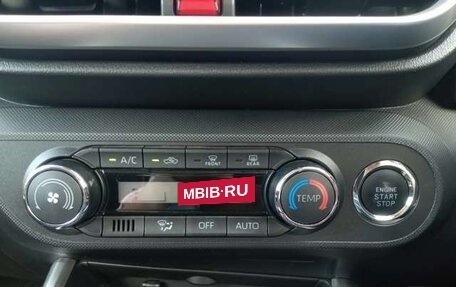 A/C
FRONT
REAR
MBIB.RU
TEMP
ENGINE
START
STOP
OFF
AUTO